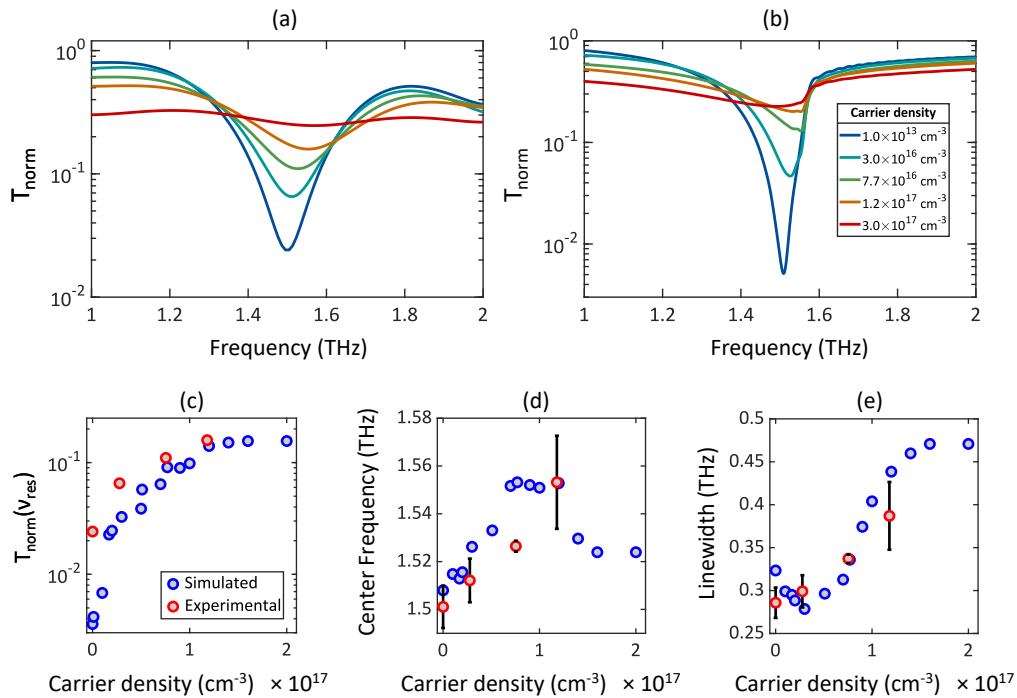 (a)
T_norm
10^0
10^-1
10^-2
1
1.2
1.4
1.6
1.8
2
Frequency (THz)
(b)
T_norm
10^0
10^-1
10^-2
1
1.2
1.4
1.6
1.8
2
Frequency (THz)
Carrier density
1.0×10^13 cm^-3
3.0×10^16 cm^-3
7.7×10^16 cm^-3
1.2×10^17 cm^-3
3.0×10^17 cm^-3
(c)
T_norm(ν_res)
10^-1
10^-2
Simulated
Experimental
0
1
2
Carrier density (cm^-3) ×10^17
(d)
Center Frequency (THz)
1.58
1.56
1.54
1.52
1.5
0
1
2
Carrier density (cm^-3) ×10^17
(e)
Linewidth (THz)
0.5
0.45
0.4
0.35
0.3
0.25
0
1
2
Carrier density (cm^-3) ×10^17